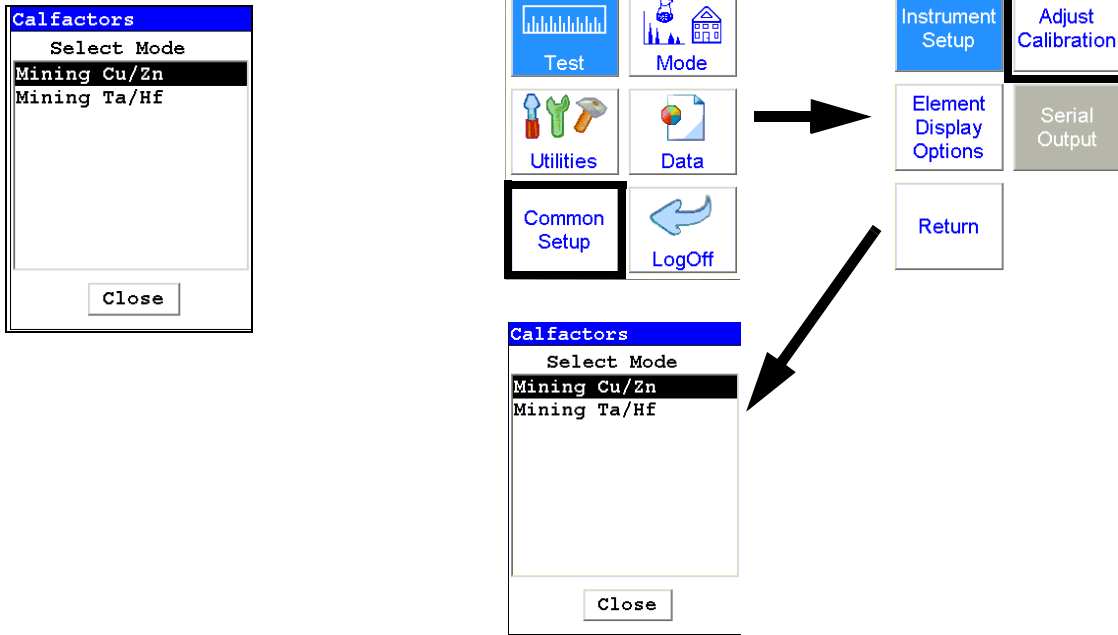 Calfactors
Select Mode
Mining Cu/Zn
Mining Ta/Hf
Close
Test
Mode
Utilities
Data
Common
Setup
LogOff
Instrument
Setup
Adjust
Calibration
Element
Display
Options
Serial
Output
Return
Calfactors
Select Mode
Mining Cu/Zn
Mining Ta/Hf
Close